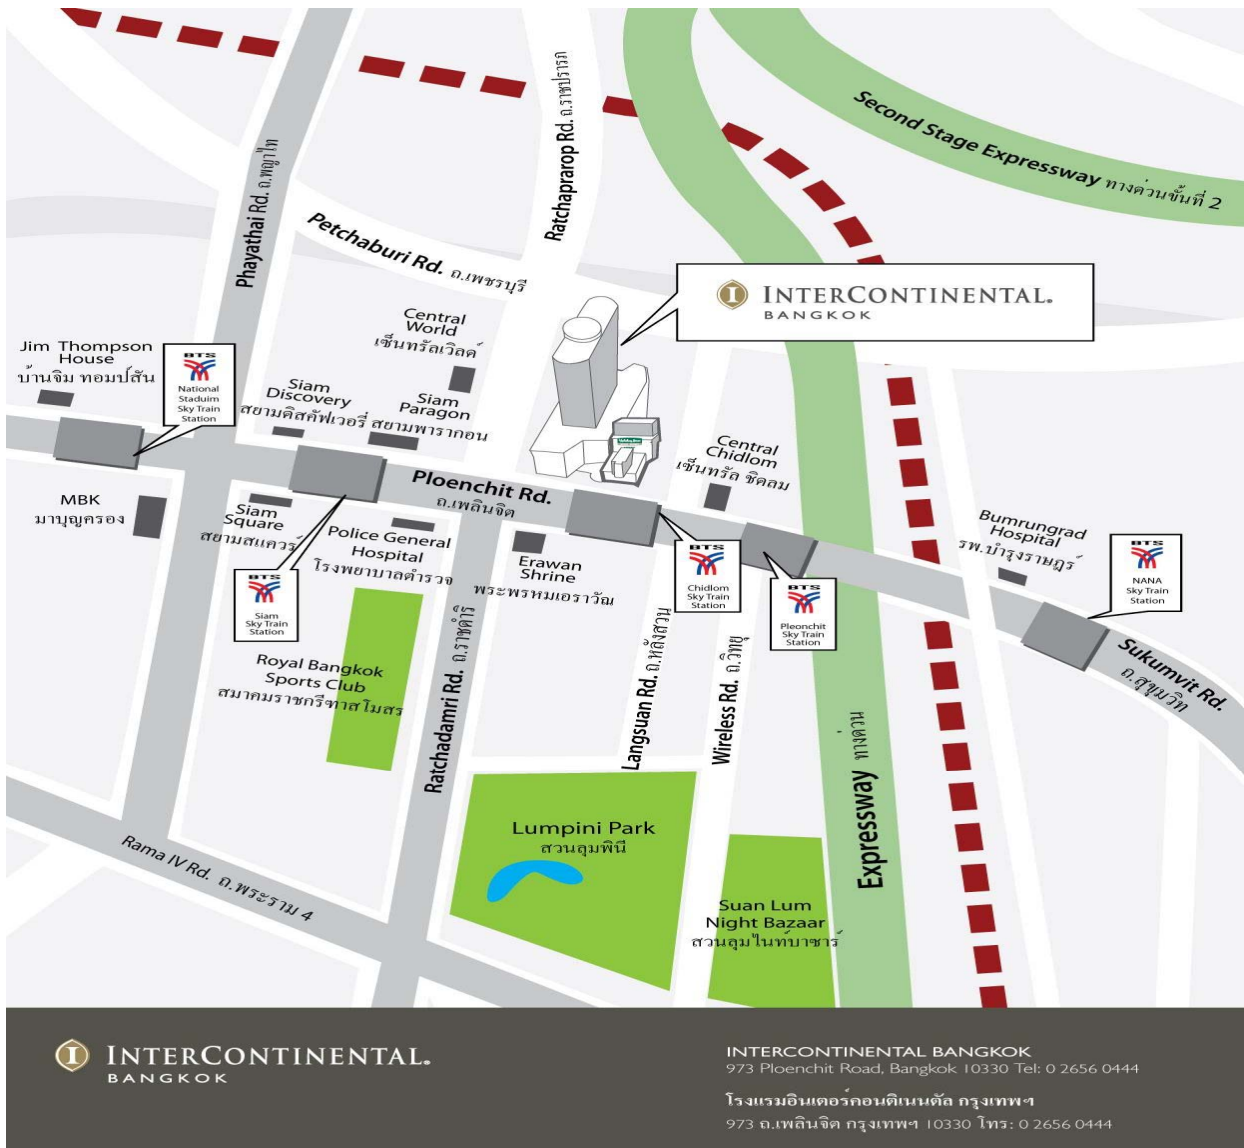 Second Stage Expressway ทางด่วนขั้นที่ 2
Ratchaprarop Rd. ถ.ราชปรารภ
Phayathai Rd. ถ.พญาไท
Petchaburi Rd. ถ.เพชรบุรี
INTERCONTINENTAL.
BANGKOK
Central
World
เซ็นทรัลเวิลด์
Jim Thompson
House
บ้านจิม ทอมป์สัน
BTS
National
Staduim
Sky Train
Station
Siam
Discovery
สยามดิสคัฟเวอรี่
Siam
Paragon
สยามพารากอน
Central
Chidlom
เซ็นทรัล ชิดลม
Ploenchit Rd.
ถ.เพลินจิต
MBK
มาบุญครอง
Siam
Square
สยามสแควร์
Police General
Hospital
โรงพยาบาลตำรวจ
Erawan
Shrine
พระพรหมเอราวัณ
Bumrungrad
Hospital
รพ.บำรุงราษฎร์
BTS
Siam
Sky Train
Station
BTS
Chidlom
Sky Train
Station
BTS
Pleonchit
Sky Train
Station
BTS
NANA
Sky Train
Station
Sukumvit Rd.
ถ.สุขุมวิท
Royal Bangkok
Sports Club
สมาคมราชกรีฑาสโมสร
Ratchadamri Rd. ถ.ราชดำริ
Langsuan Rd. ถ.หลังสวน
Wireless Rd. ถ.วิทยุ
Expressway ทางด่วน
Lumpini Park
สวนลุมพินี
Rama IV Rd. ถ.พระราม 4
Suan Lum
Night Bazaar
สวนลุมไนท์บาซาร์
INTERCONTINENTAL.
BANGKOK
INTERCONTINENTAL BANGKOK
973 Ploenchit Road, Bangkok 10330 Tel: 0 2656 0444
โรงแรมอินเตอร์คอนติเนนตัล กรุงเทพฯ
973 ถ.เพลินจิต กรุงเทพฯ 10330 โทร: 0 2656 0444